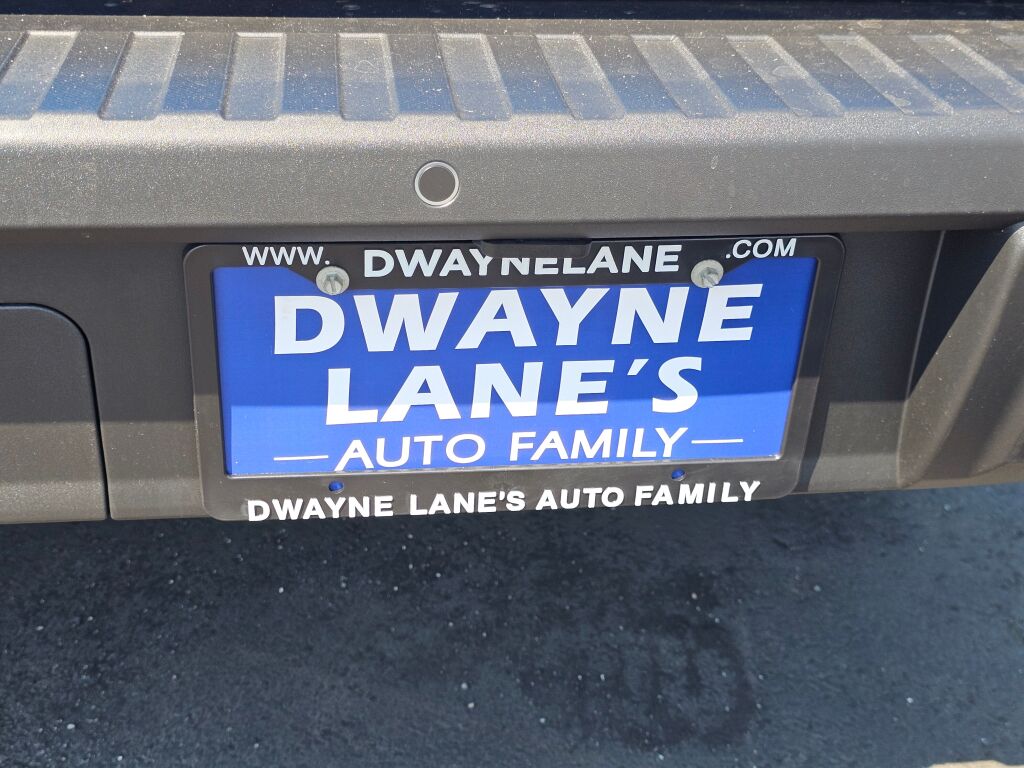 WWW. DWAYNELANE .COM
DWAYNE
LANE'S
AUTO FAMILY
DWAYNE LANE'S AUTO FAMILY